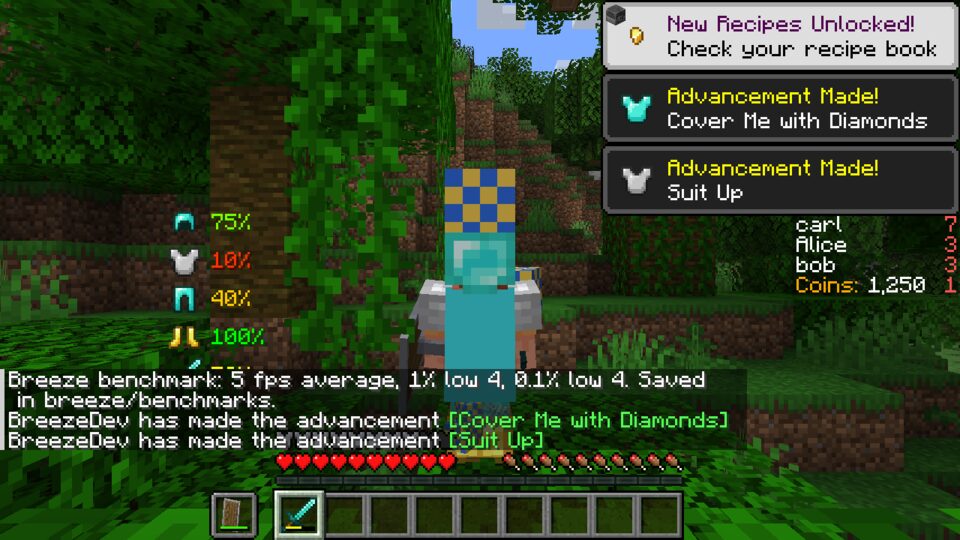 New Recipes Unlocked!
Check your recipe book
Advancement Made!
Cover Me with Diamonds
Advancement Made!
Suit Up
carl 7
Alice 3
bob 3
Coins: 1,250 1
75%
10%
40%
100%
Breeze benchmark: 5 fps average, 1% low 4, 0.1% low 4. Saved
in breeze/benchmarks.
BreezeDev has made the advancement [Cover Me with Diamonds]
BreezeDev has made the advancement [Suit Up]